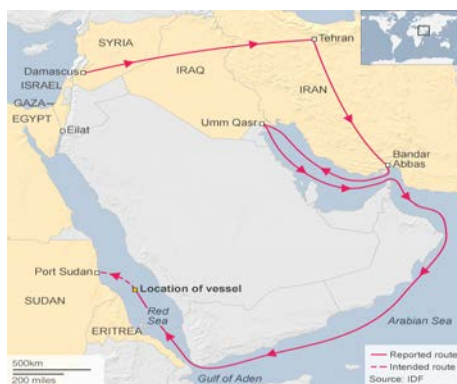 SYRIA
Tehran
Damascus
IRAQ
ISRAEL
IRAN
GAZA
EGYPT
Eilat
Umm Qasr
Bandar
Abbas
Port Sudan
Location of vessel
SUDAN
Red
Sea
Arabian Sea
ERITREA
500km
200 miles
Gulf of Aden
Reported route
Intended route
Source: IDF